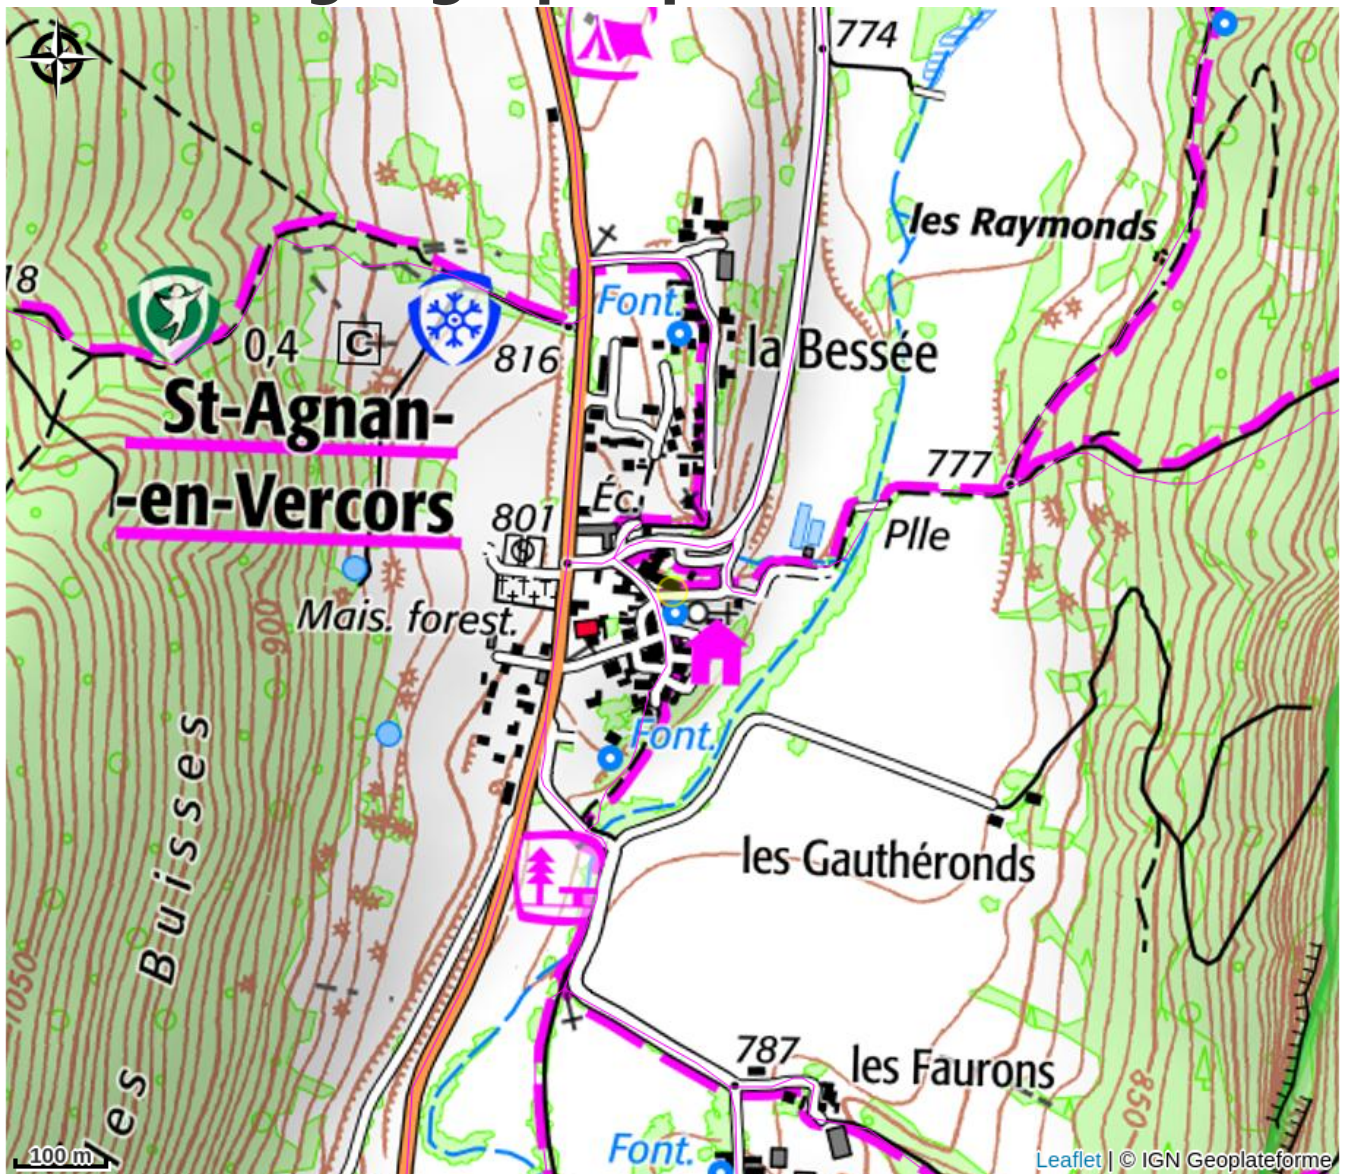 774
les Raymonds
18
Font.
0,4
C
816
la Bessée
St-Agnan-
-en-Vercors
777
Éc.
801
Plle
Mais. forest.
900
Font.
les Gauthéronds
Buisses
les
1050
787
les Faurons
850
Font.
100 m
Leaflet | © IGN Geoplateforme